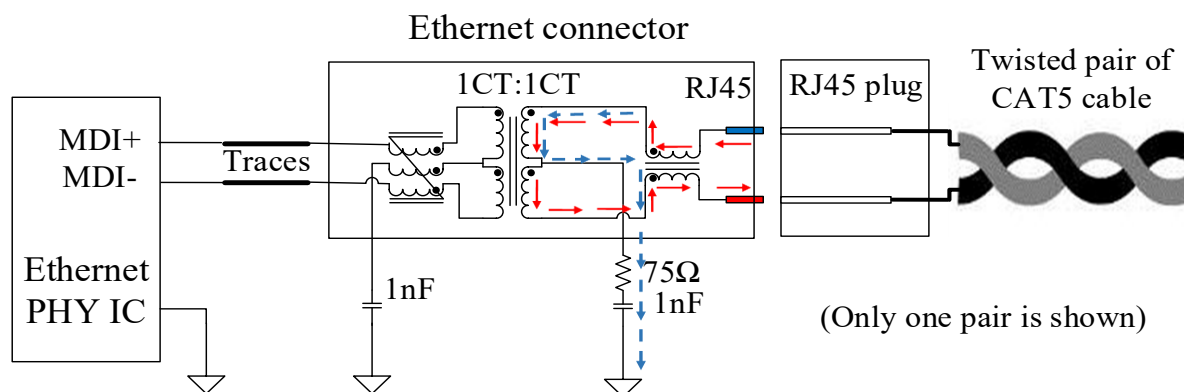 Ethernet connector
1CT:1CT
RJ45
RJ45 plug
Twisted pair of
CAT5 cable
MDI+
MDI-
Traces
Ethernet
PHY IC
1nF
75Ω
1nF
(Only one pair is shown)